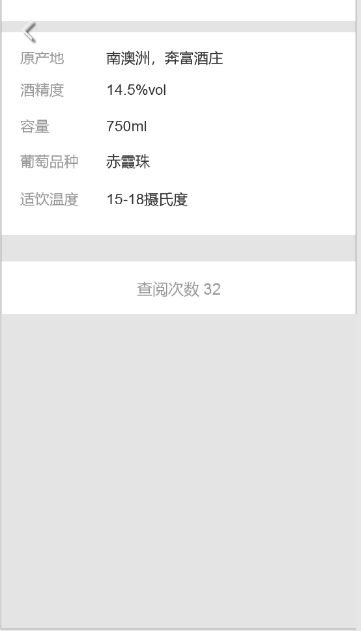 原产地 南澳洲，奔富酒庄
酒精度 14.5%vol
容量 750ml
葡萄品种 赤霞珠
适饮温度 15-18摄氏度
查阅次数 32